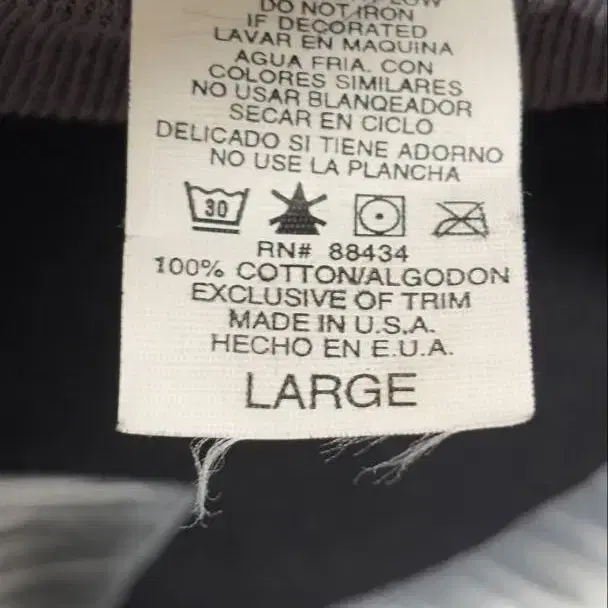 DO NOT IRON
IF DECORATED
LAVAR EN MAQUINA
AGUA FRIA. CON
COLORES SIMILARES
NO USAR BLANQEADOR
SECAR EN CICLO
DELICADO SI TIENE ADORNO
NO USE LA PLANCHA
30
RN# 88434
100% COTTON/ALGODON
EXCLUSIVE OF TRIM
MADE IN U.S.A.
HECHO EN E.U.A.
LARGE